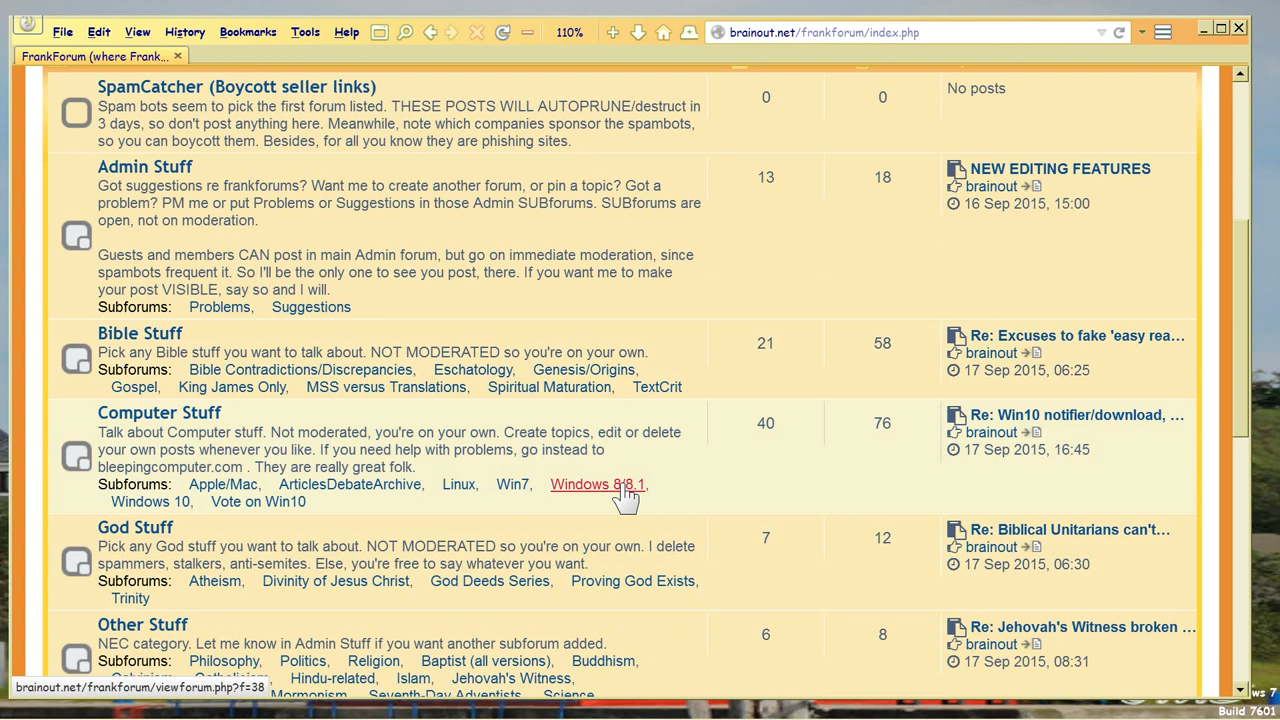 File Edit View History Bookmarks Tools Help 110% brainout.net/frankforum/index.php
FrankForum (where Frank...
SpamCatcher (Boycott seller links)
Spam bots seem to pick the first forum listed. THESE POSTS WILL AUTOPRUNE/destruct in
3 days, so don't post anything here. Meanwhile, note which companies sponsor the spambots,
so you can boycott them. Besides, for all you know they are phishing sites.
0 0 No posts
Admin Stuff
Got suggestions re frankforums? Want me to create another forum, or pin a topic? Got a
problem? PM me or put Problems or Suggestions in those Admin SUBforums. SUBforums are
open, not on moderation.
Guests and members CAN post in main Admin forum, but go on immediate moderation, since
spambots frequent it. So I'll be the only one to see you post, there. If you want me to make
your post VISIBLE, say so and I will.
Subforums: Problems, Suggestions
13 18 NEW EDITING FEATURES
brainout
16 Sep 2015, 15:00
Bible Stuff
Pick any Bible stuff you want to talk about. NOT MODERATED so you're on your own.
Subforums: Bible Contradictions/Discrepancies, Eschatology, Genesis/Origins,
Gospel, King James Only, MSS versus Translations, Spiritual Maturation, TextCrit
21 58 Re: Excuses to fake 'easy rea...
brainout
17 Sep 2015, 06:25
Computer Stuff
Talk about Computer stuff. Not moderated, you're on your own. Create topics, edit or delete
your own posts whenever you like. If you need help with problems, go instead to
bleepingcomputer.com . They are really great folk.
Subforums: Apple/Mac, ArticlesDebateArchive, Linux, Win7, Windows 8/8.1,
Windows 10, Vote on Win10
40 76 Re: Win10 notifier/download, ...
brainout
17 Sep 2015, 16:45
God Stuff
Pick any God stuff you want to talk about. NOT MODERATED so you're on your own. I delete
spammers, stalkers, anti-semites. Else, you're free to say whatever you want.
Subforums: Atheism, Divinity of Jesus Christ, God Deeds Series, Proving God Exists,
Trinity
7 12 Re: Biblical Unitarians can't...
brainout
17 Sep 2015, 06:30
Other Stuff
NEC category. Let me know in Admin Stuff if you want another subforum added.
Subforums: Philosophy, Politics, Religion, Baptist (all versions), Buddhism,
Hindu-related, Islam, Jehovah's Witness,
Mormonism, Seventh-Day Adventists, Science
6 8 Re: Jehovah's Witness broken ...
brainout
17 Sep 2015, 08:31
brainout.net/frankforum/viewforum.php?f=38
ws 7
Build 7601